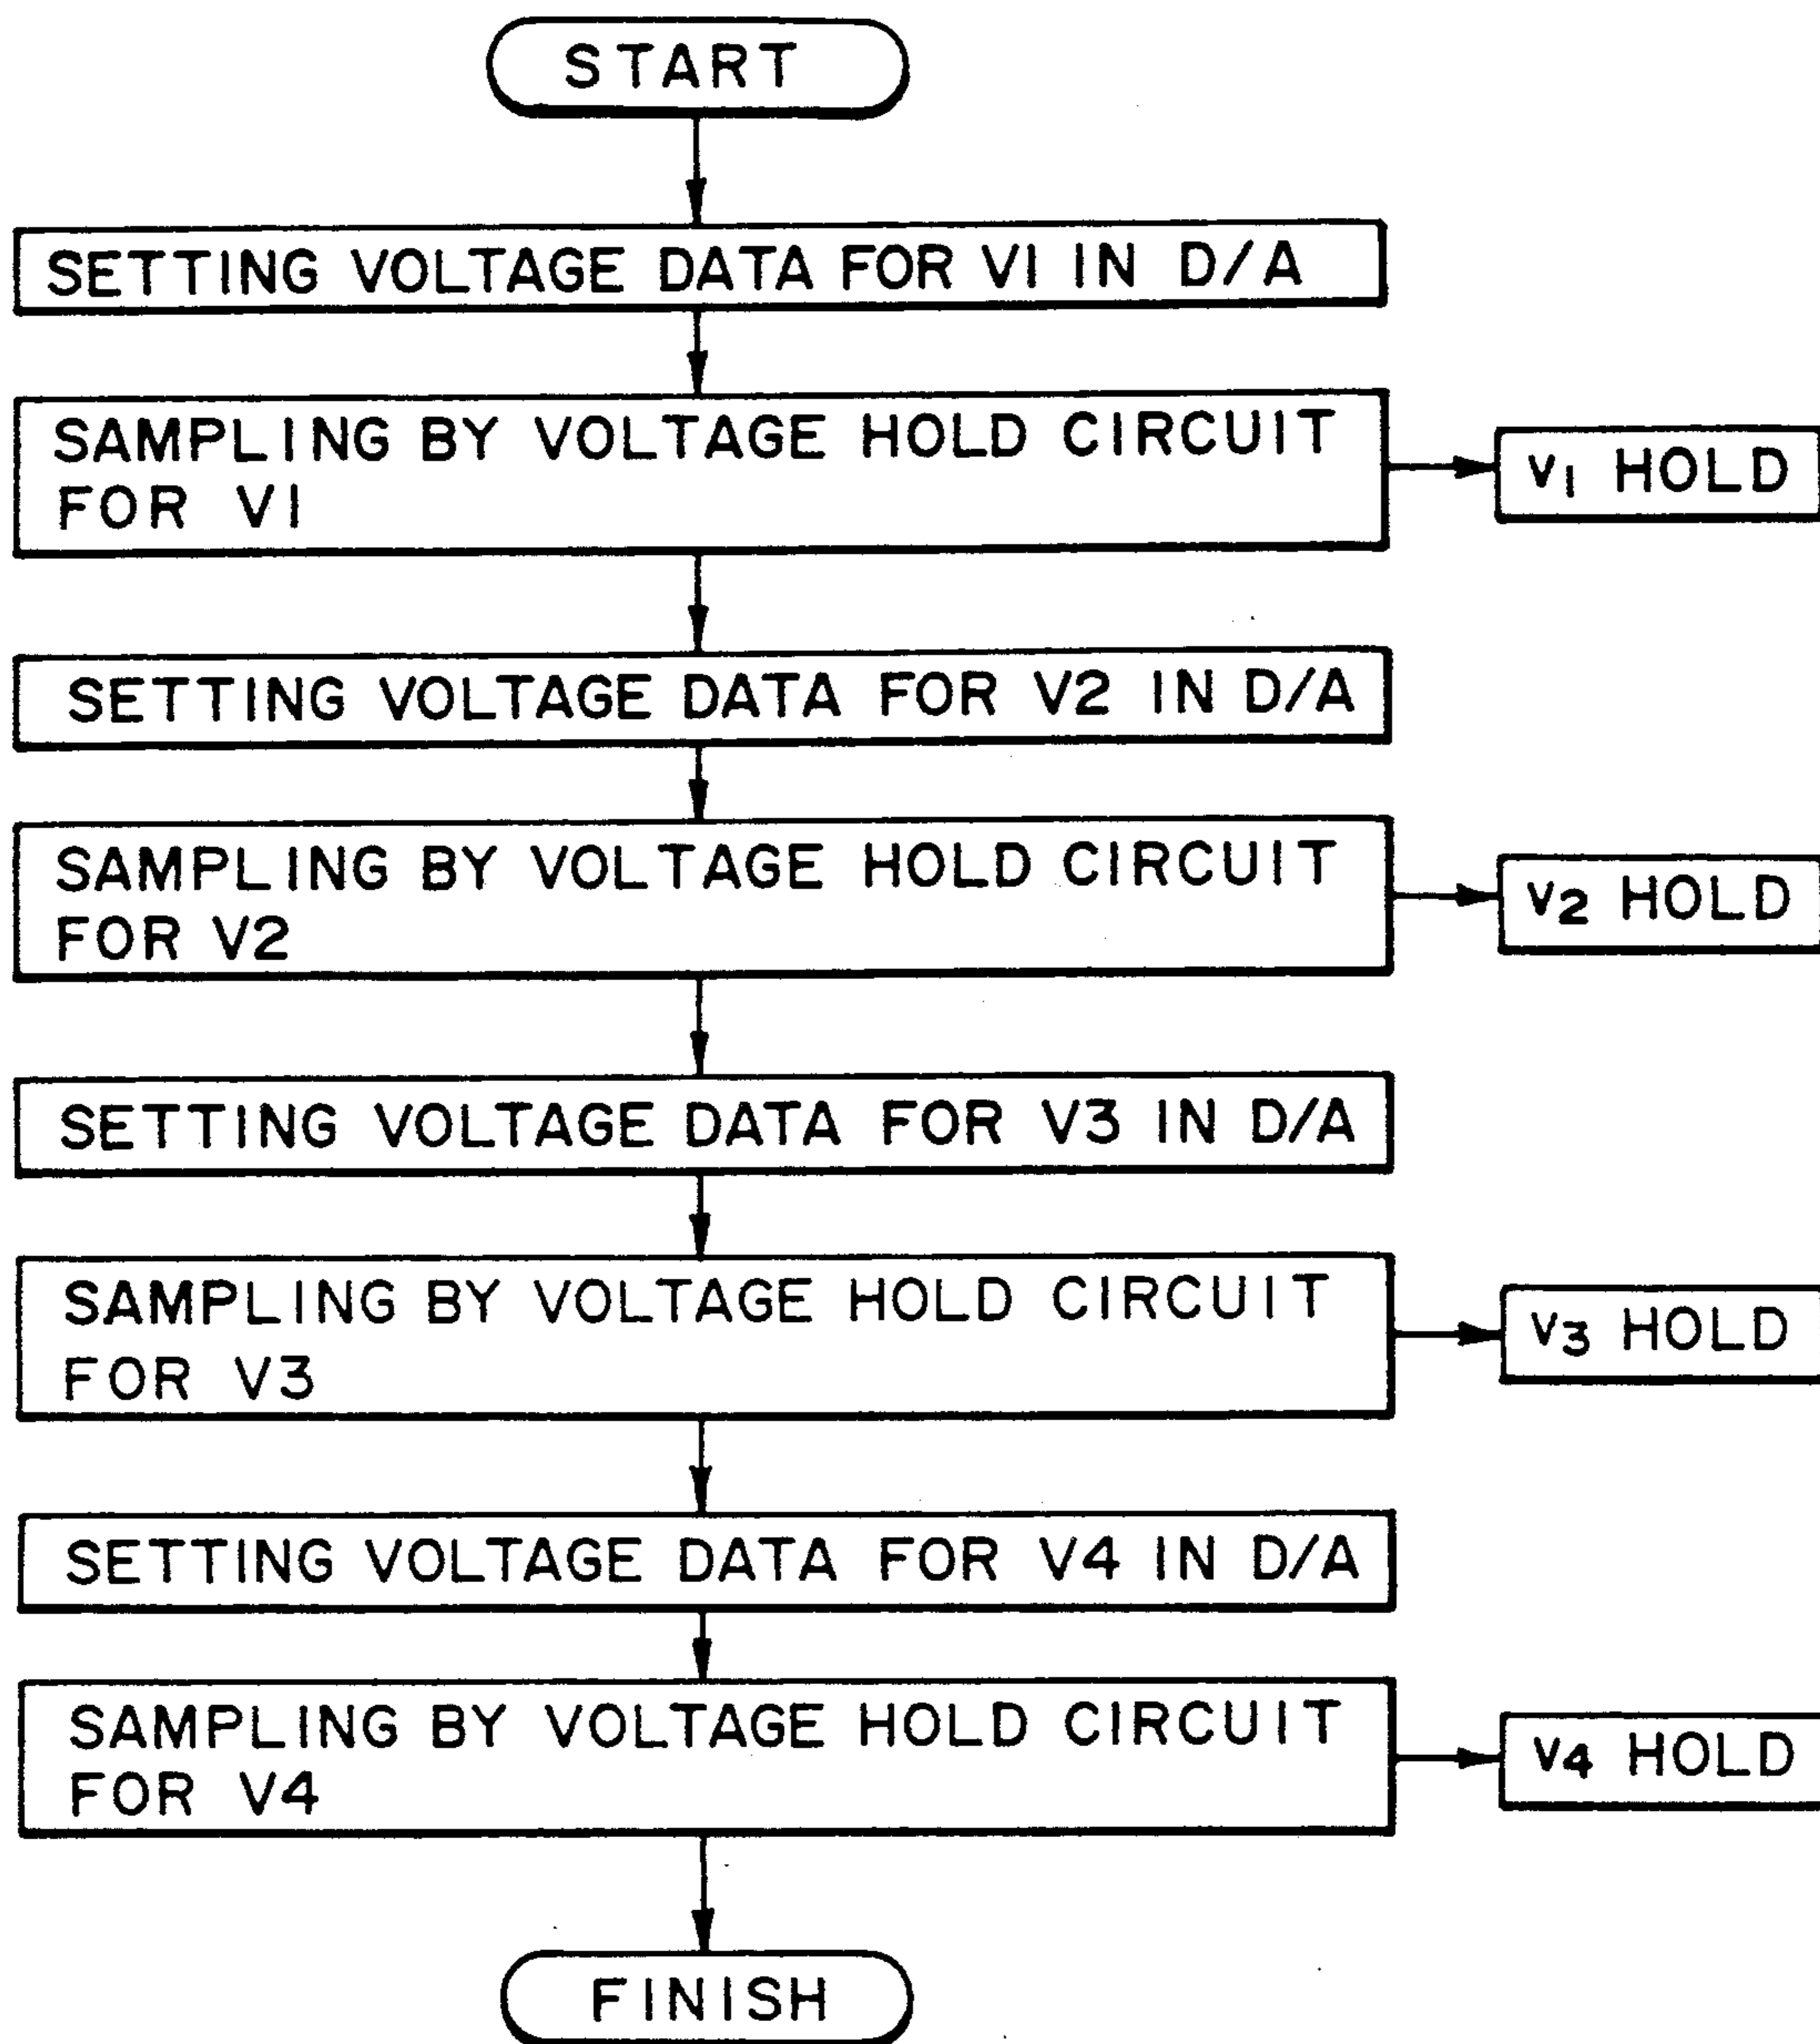 START
SETTING VOLTAGE DATA FOR V1 IN D/A
SAMPLING BY VOLTAGE HOLD CIRCUIT
FOR V1
v1 HOLD
SETTING VOLTAGE DATA FOR V2 IN D/A
SAMPLING BY VOLTAGE HOLD CIRCUIT
FOR V2
v2 HOLD
SETTING VOLTAGE DATA FOR V3 IN D/A
SAMPLING BY VOLTAGE HOLD CIRCUIT
FOR V3
v3 HOLD
SETTING VOLTAGE DATA FOR V4 IN D/A
SAMPLING BY VOLTAGE HOLD CIRCUIT
FOR V4
v4 HOLD
FINISH